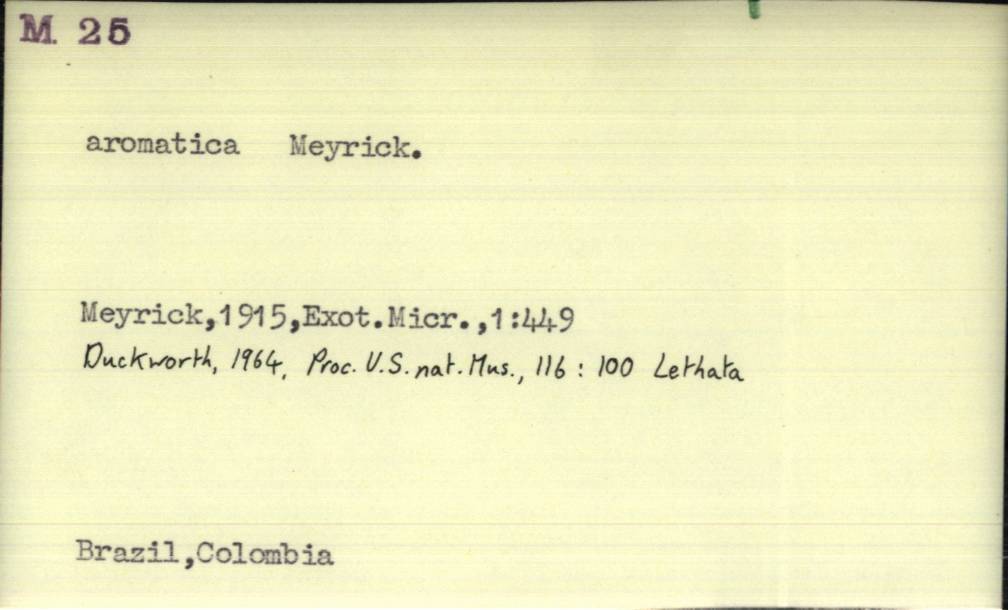 M. 25
aromatica Meyrick.
Meyrick,1915,Exot.Micr.,1:449
Duckworth, 1964, Proc. U.S. nat. Mus., 116 : 100 Lethata
Brazil,Colombia